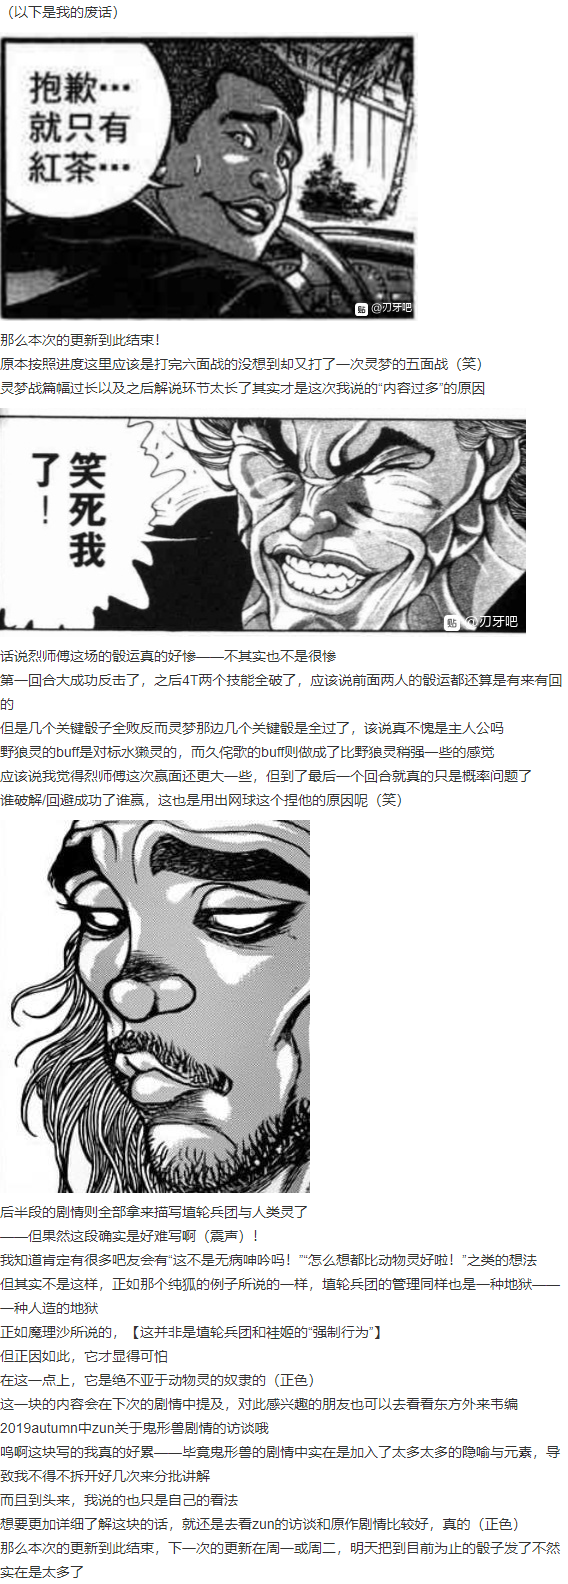 （以下是我的废话）
抱歉…
就只有
紅茶…
贴 @刃牙吧
那么本次的更新到此结束！
原本按照进度这里应该是打完六面战的没想到却又打了一次灵梦的五面战（笑）
灵梦战篇幅过长以及之后解说环节太长了其实才是这次我说的“内容过多”的原因
笑死我
了！
贴 @刃牙吧
话说烈师傅这场的骰运真的好惨——不其实也不是很惨
第一回合大成功反击了，之后4T两个技能全破了，应该说前面两人的骰运都还算是有来有回
的
但是几个关键骰子全败反而灵梦那边几个关键骰是全过了，该说真不愧是主人公吗
野狼灵的buff是对标水獭灵的，而久侘歌的buff则做成了比野狼灵稍强一些的感觉
应该说我觉得烈师傅这次赢面还更大一些，但到了最后一个回合就真的只是概率问题了
谁破解/回避成功了谁赢，这也是用出网球这个捏他的原因呢（笑）
后半段的剧情则全部拿来描写埴轮兵团与人类灵了
——但果然这段确实是好难写啊（震声）！
我知道肯定有很多吧友会有“这不是无病呻吟吗！”“怎么想都比动物灵好啦！”之类的想法
但其实不是这样，正如那个纯狐的例子所说的一样，埴轮兵团的管理同样也是一种地狱——
一种人造的地狱
正如魔理沙所说的，【这并非是埴轮兵团和袿姬的“强制行为”】
但正因如此，它才显得可怕
在这一点上，它是绝不亚于动物灵的奴隶的（正色）
这一块的内容会在下次的剧情中提及，对此感兴趣的朋友也可以去看看东方外来韦编
2019autumn中zun关于鬼形兽剧情的访谈哦
呜啊这块写的我真的好累——毕竟鬼形兽的剧情中实在是加入了太多太多的隐喻与元素，导
致我不得不拆开好几次来分批讲解
而且到头来，我说的也只是自己的看法
想要更加详细了解这块的话，就还是去看zun的访谈和原作剧情比较好，真的（正色）
那么本次的更新到此结束，下一次的更新在周一或周二，明天把到目前为止的骰子发了不然
实在是太多了